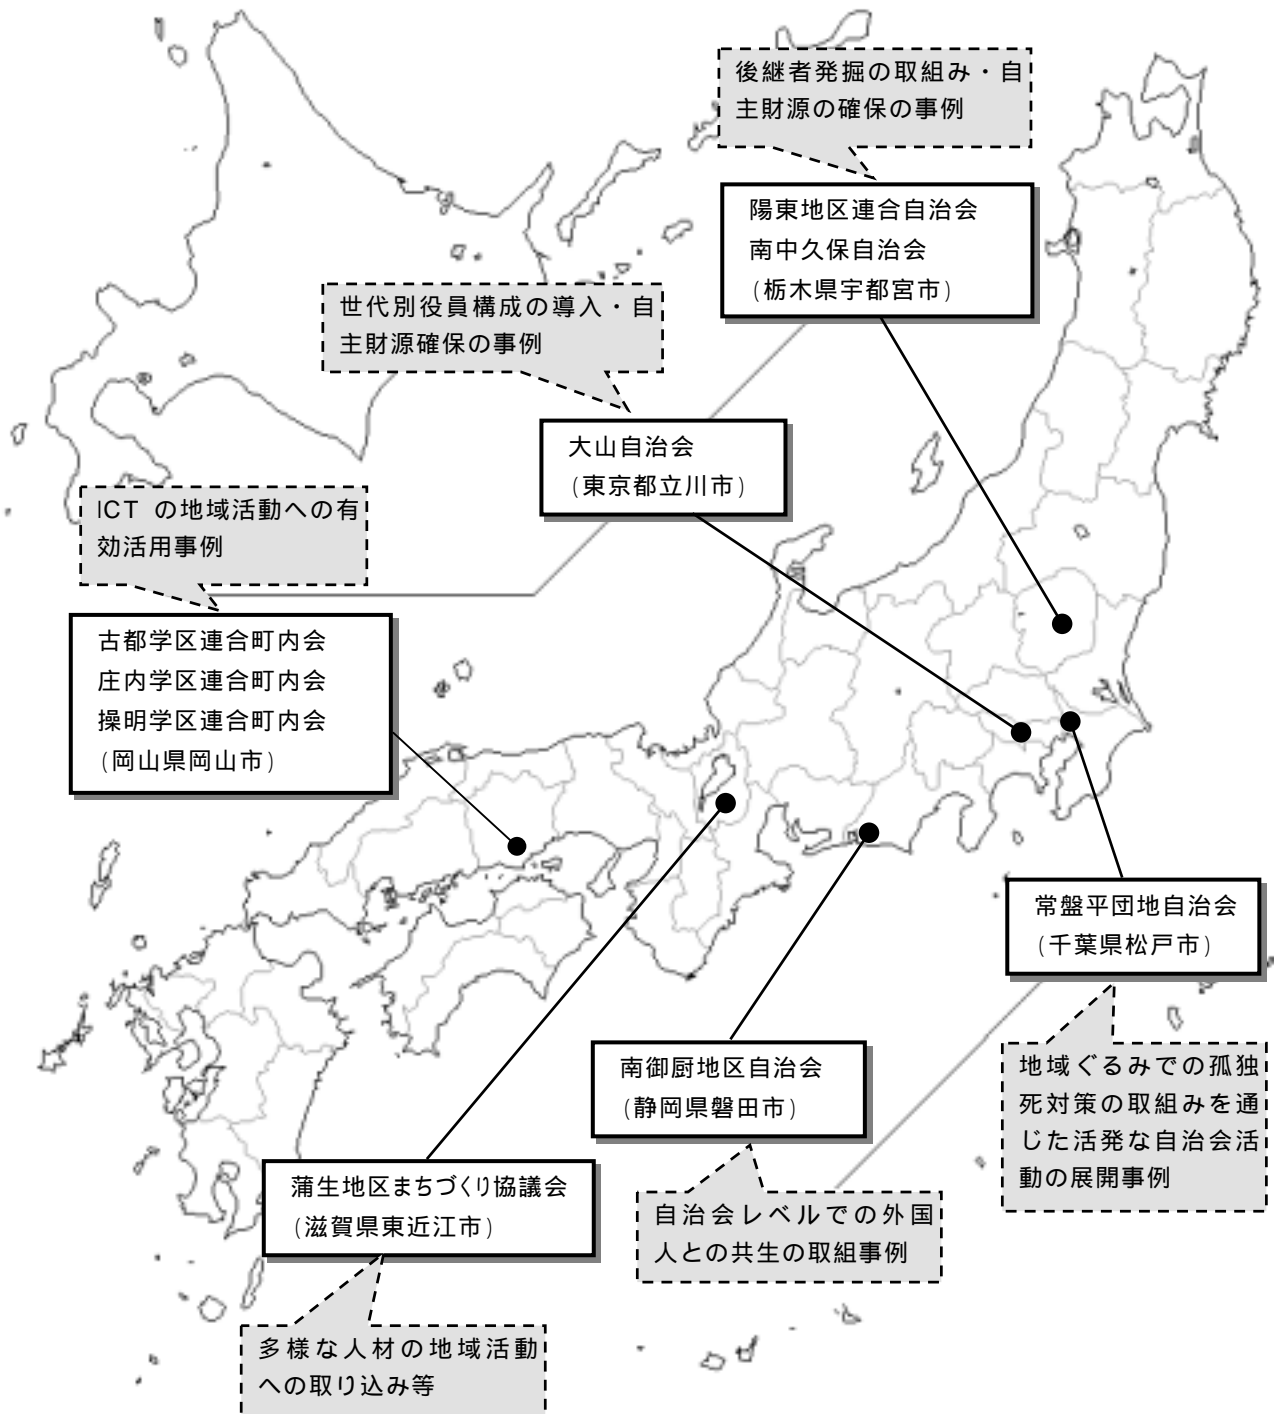 後継者発掘の取組み・自
主財源の確保の事例
陽東地区連合自治会
南中久保自治会
(栃木県宇都宮市)
世代別役員構成の導入・自
主財源確保の事例
大山自治会
(東京都立川市)
ICT の地域活動への有
効活用事例
古都学区連合町内会
庄内学区連合町内会
操明学区連合町内会
(岡山県岡山市)
常盤平団地自治会
(千葉県松戸市)
地域ぐるみでの孤独
死対策の取組みを通
じた活発な自治会活
動の展開事例
南御厨地区自治会
(静岡県磐田市)
自治会レベルでの外国
人との共生の取組事例
蒲生地区まちづくり協議会
(滋賀県東近江市)
多様な人材の地域活動
への取り込み等